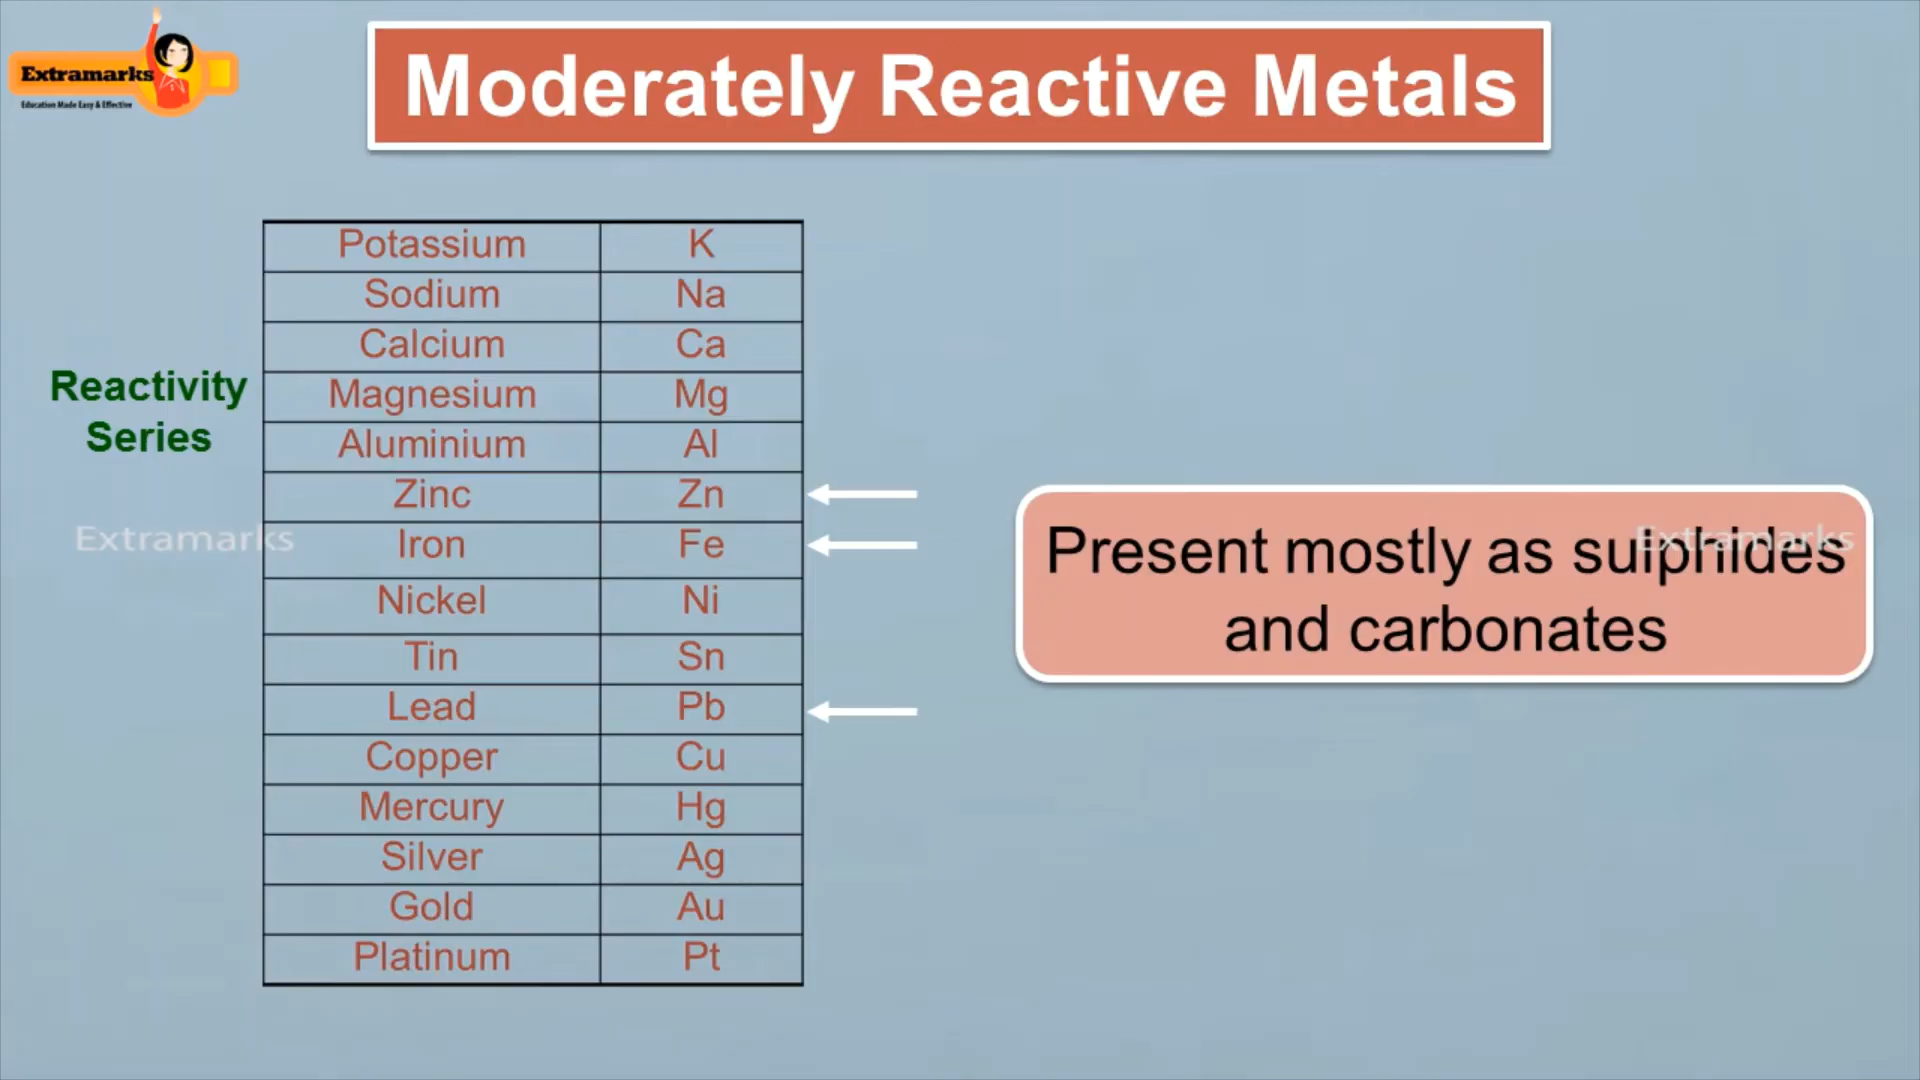 Extramarks
Education Made Easy & Effective
Moderately Reactive Metals
Reactivity
Series
Potassium K
Sodium Na
Calcium Ca
Magnesium Mg
Aluminium Al
Zinc Zn
Iron Fe
Nickel Ni
Tin Sn
Lead Pb
Copper Cu
Mercury Hg
Silver Ag
Gold Au
Platinum Pt
Present mostly as sulphides
and carbonates
Extramarks
Extramarks